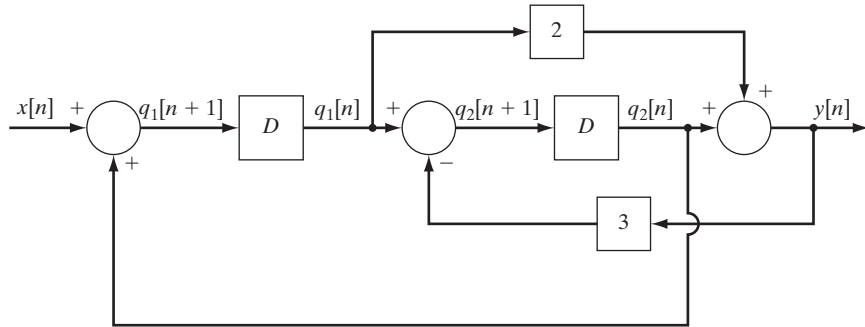 2
x[n]
+
q1[n + 1]
D
q1[n]
+
q2[n + 1]
D
q2[n]
+
+
y[n]
+
−
3